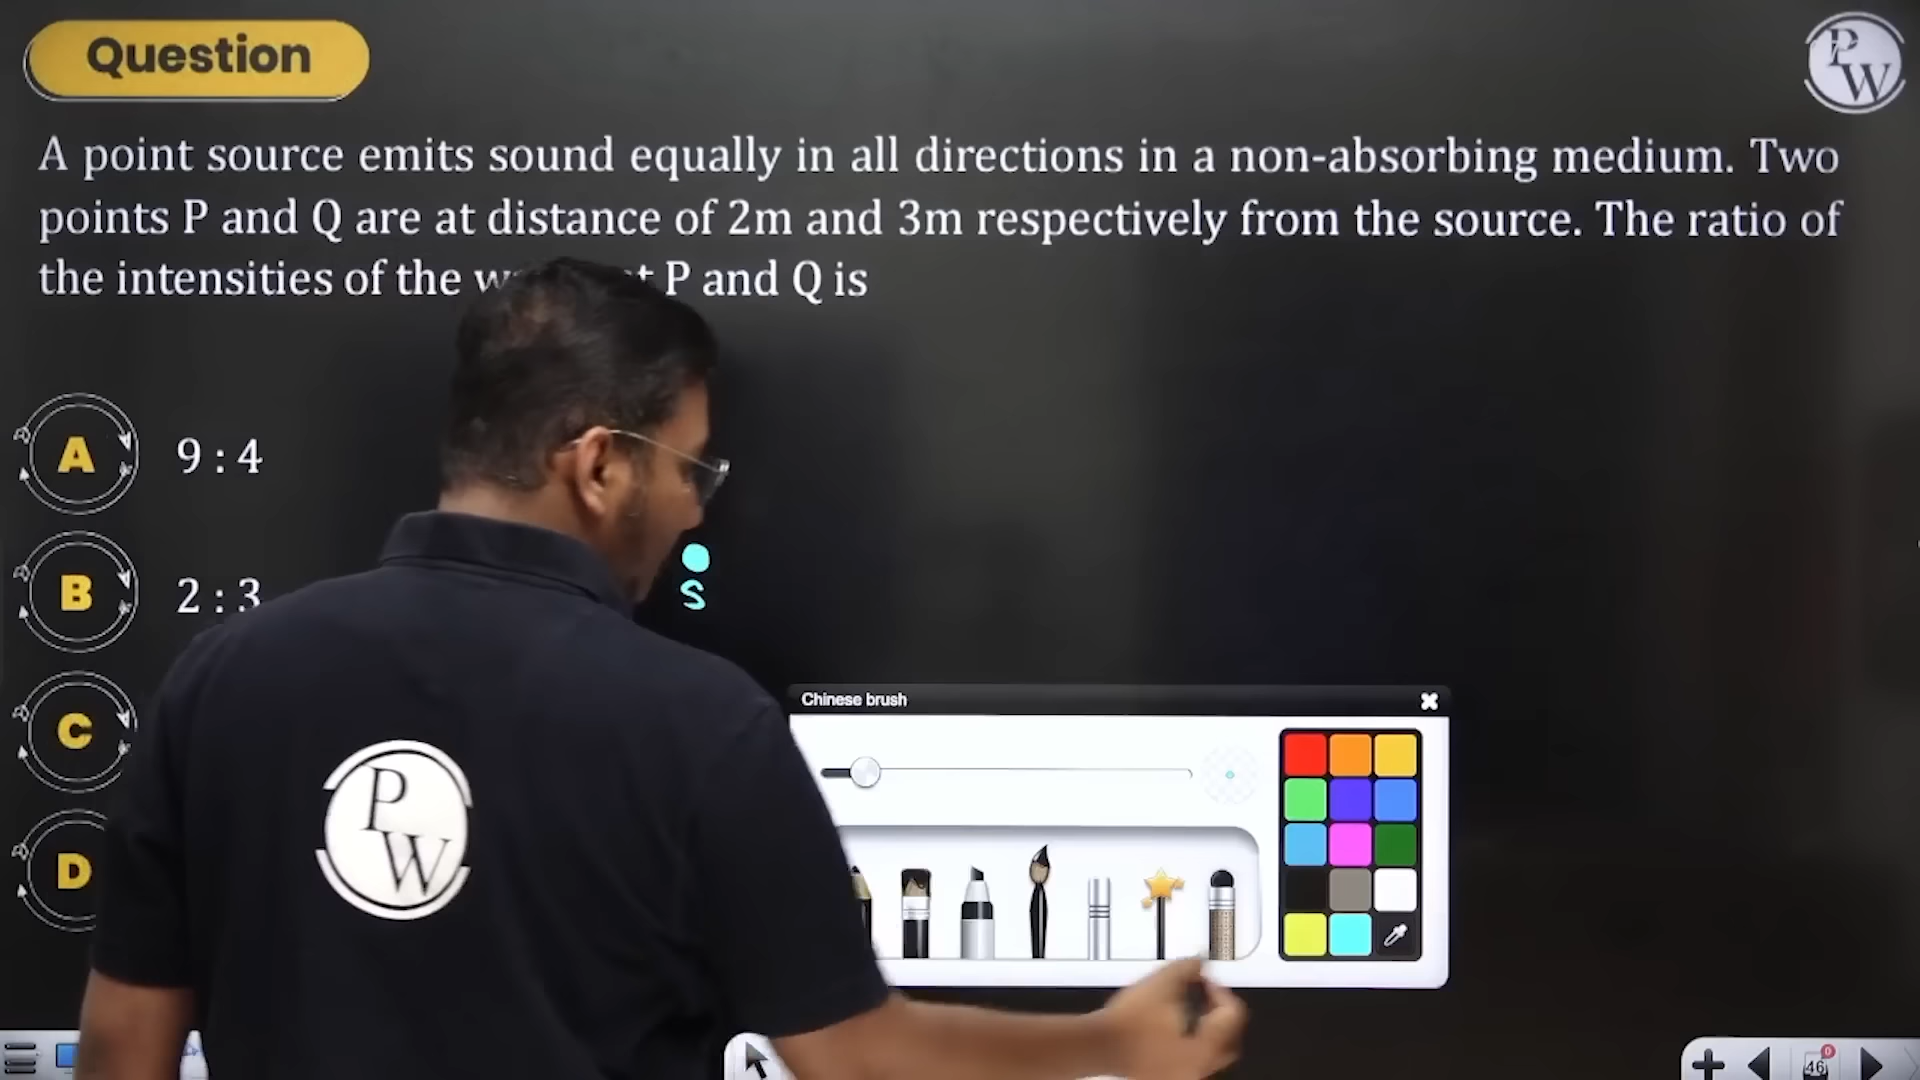 Question
P
W
A point source emits sound equally in all directions in a non-absorbing medium. Two
points P and Q are at distance of 2m and 3m respectively from the source. The ratio of
the intensities of the P and Q is
A 9 : 4
B 2 : 3
C
D
S
Chinese brush
P
W
46
0